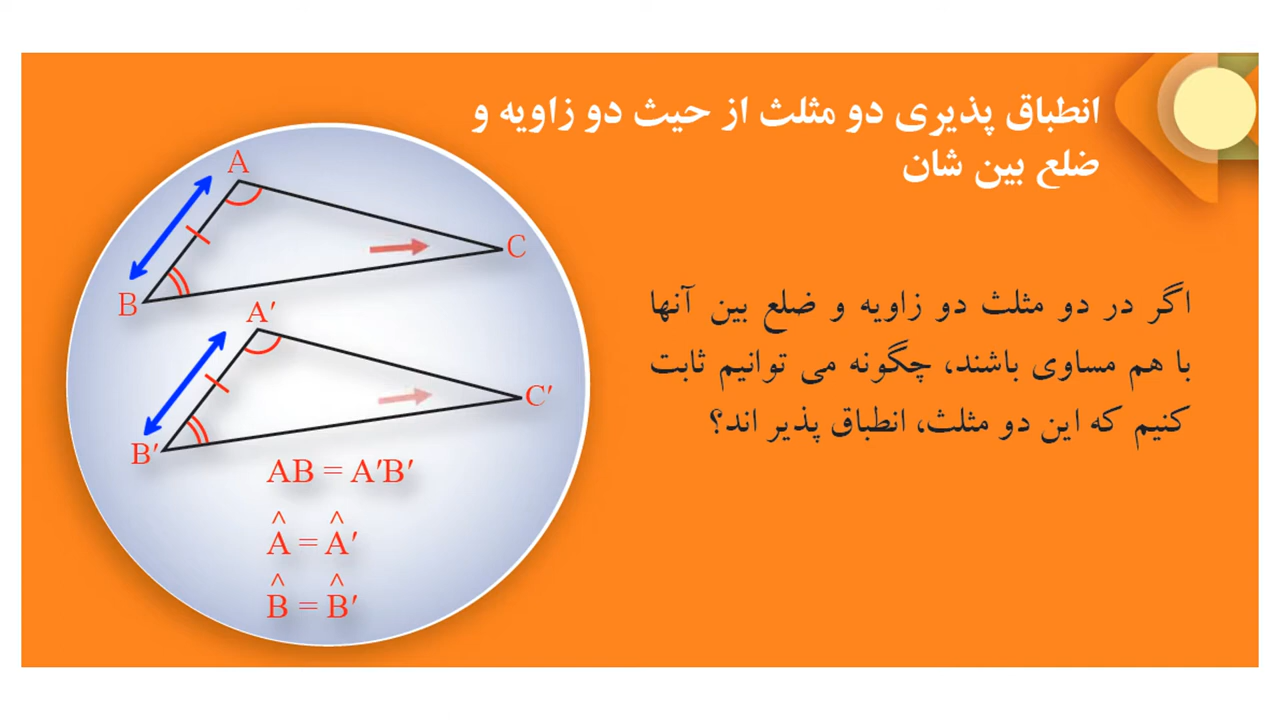 انطباق پذیری دو مثلث از حیث دو زاویه و
ضلع بین شان
اگر در دو مثلث دو زاویه و ضلع بین آنها
با هم مساوی باشند، چگونه می توانیم ثابت
کنیم که این دو مثلث، انطباق پذیر اند؟
A
B
C
A′
B′
C′
AB = A′B′
Â = Â′
B̂ = B̂′